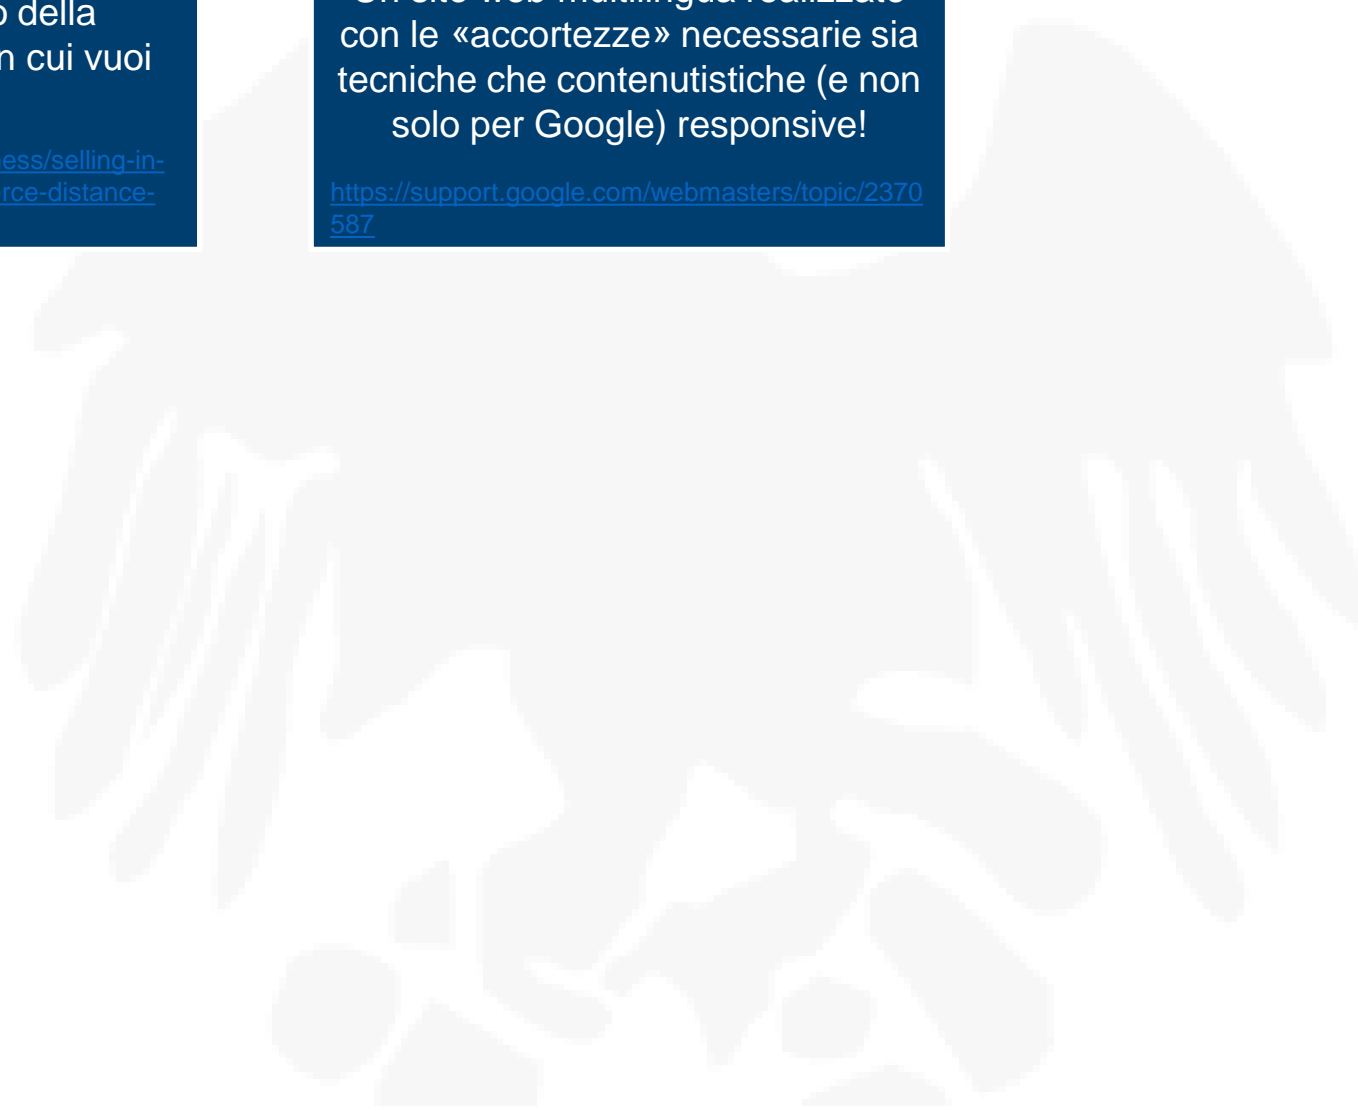 della
n cui vuoi
ess/selling-in-
rce-distance-
con le «accortezze» necessarie sia
tecniche che contenutistiche (e non
solo per Google) responsive!
https://support.google.com/webmasters/topic/2370
587